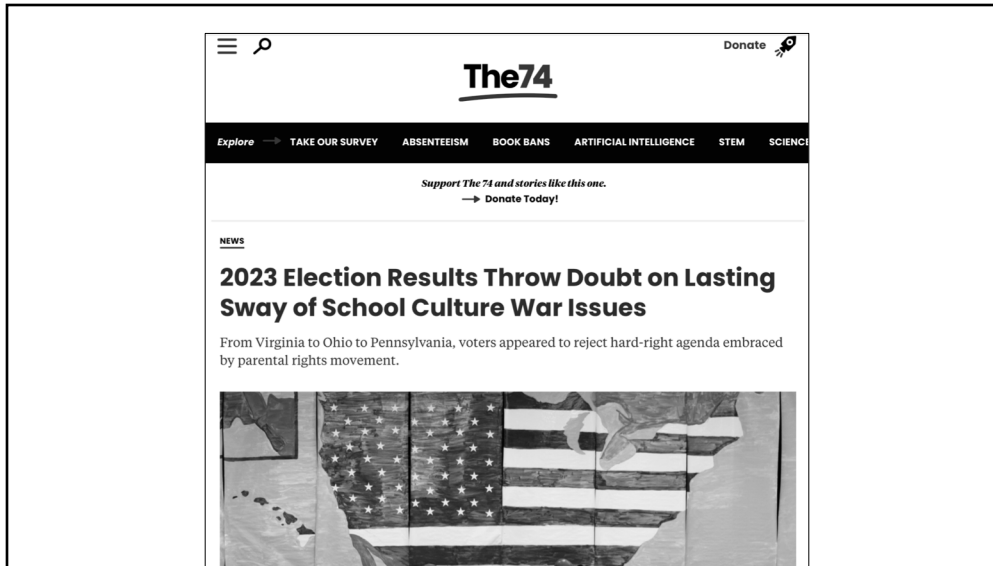 Donate
The74
Explore TAKE OUR SURVEY ABSENTEEISM BOOK BANS ARTIFICIAL INTELLIGENCE STEM SCIENCE
Support The 74 and stories like this one.
Donate Today!
NEWS
2023 Election Results Throw Doubt on Lasting
Sway of School Culture War Issues
From Virginia to Ohio to Pennsylvania, voters appeared to reject hard-right agenda embraced
by parental rights movement.